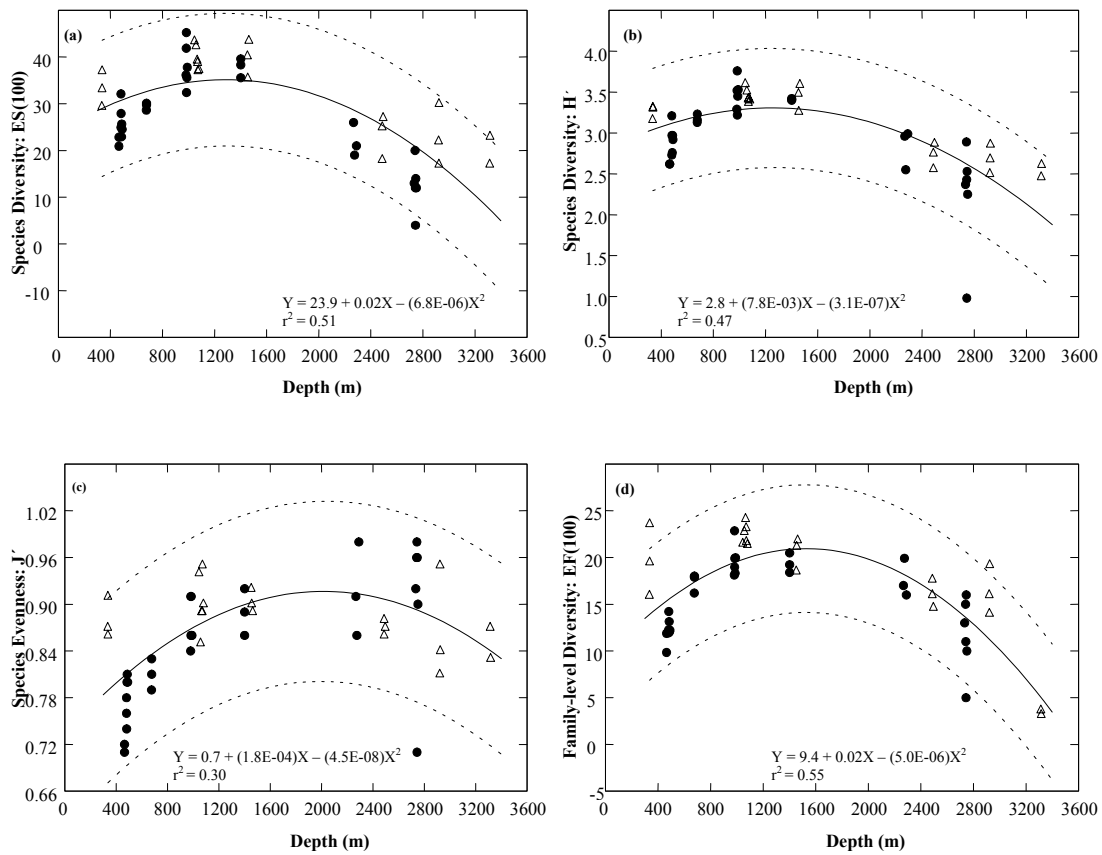 (a)
Species Diversity: ES(100)
40
30
20
10
0
-10
Y = 23.9 + 0.02X – (6.8E-06)X²
r² = 0.51
0 400 800 1200 1600 2000 2400 2800 3200 3600
Depth (m)
(b)
Species Diversity: H´
4.0
3.5
3.0
2.5
2.0
1.5
1.0
0.5
Y = 2.8 + (7.8E-03)X – (3.1E-07)X²
r² = 0.47
0 400 800 1200 1600 2000 2400 2800 3200 3600
Depth (m)
(c)
Species Evenness: J´
1.02
0.96
0.90
0.84
0.78
0.72
0.66
Y = 0.7 + (1.8E-04)X – (4.5E-08)X²
r² = 0.30
0 400 800 1200 1600 2000 2400 2800 3200 3600
Depth (m)
(d)
Family-level Diversity: EF(100)
25
20
15
10
5
0
-5
Y = 9.4 + 0.02X – (5.0E-06)X²
r² = 0.55
0 400 800 1200 1600 2000 2400 2800 3200 3600
Depth (m)